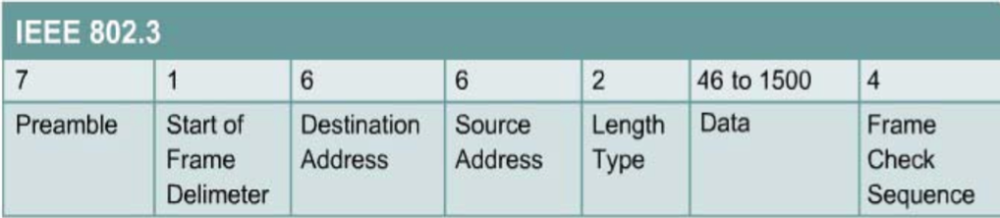 IEEE 802.3
7 1 6 6 2 46 to 1500 4
Preamble Start of Destination Source Length Data Frame
Frame Address Address Type Check
Delimeter Sequence